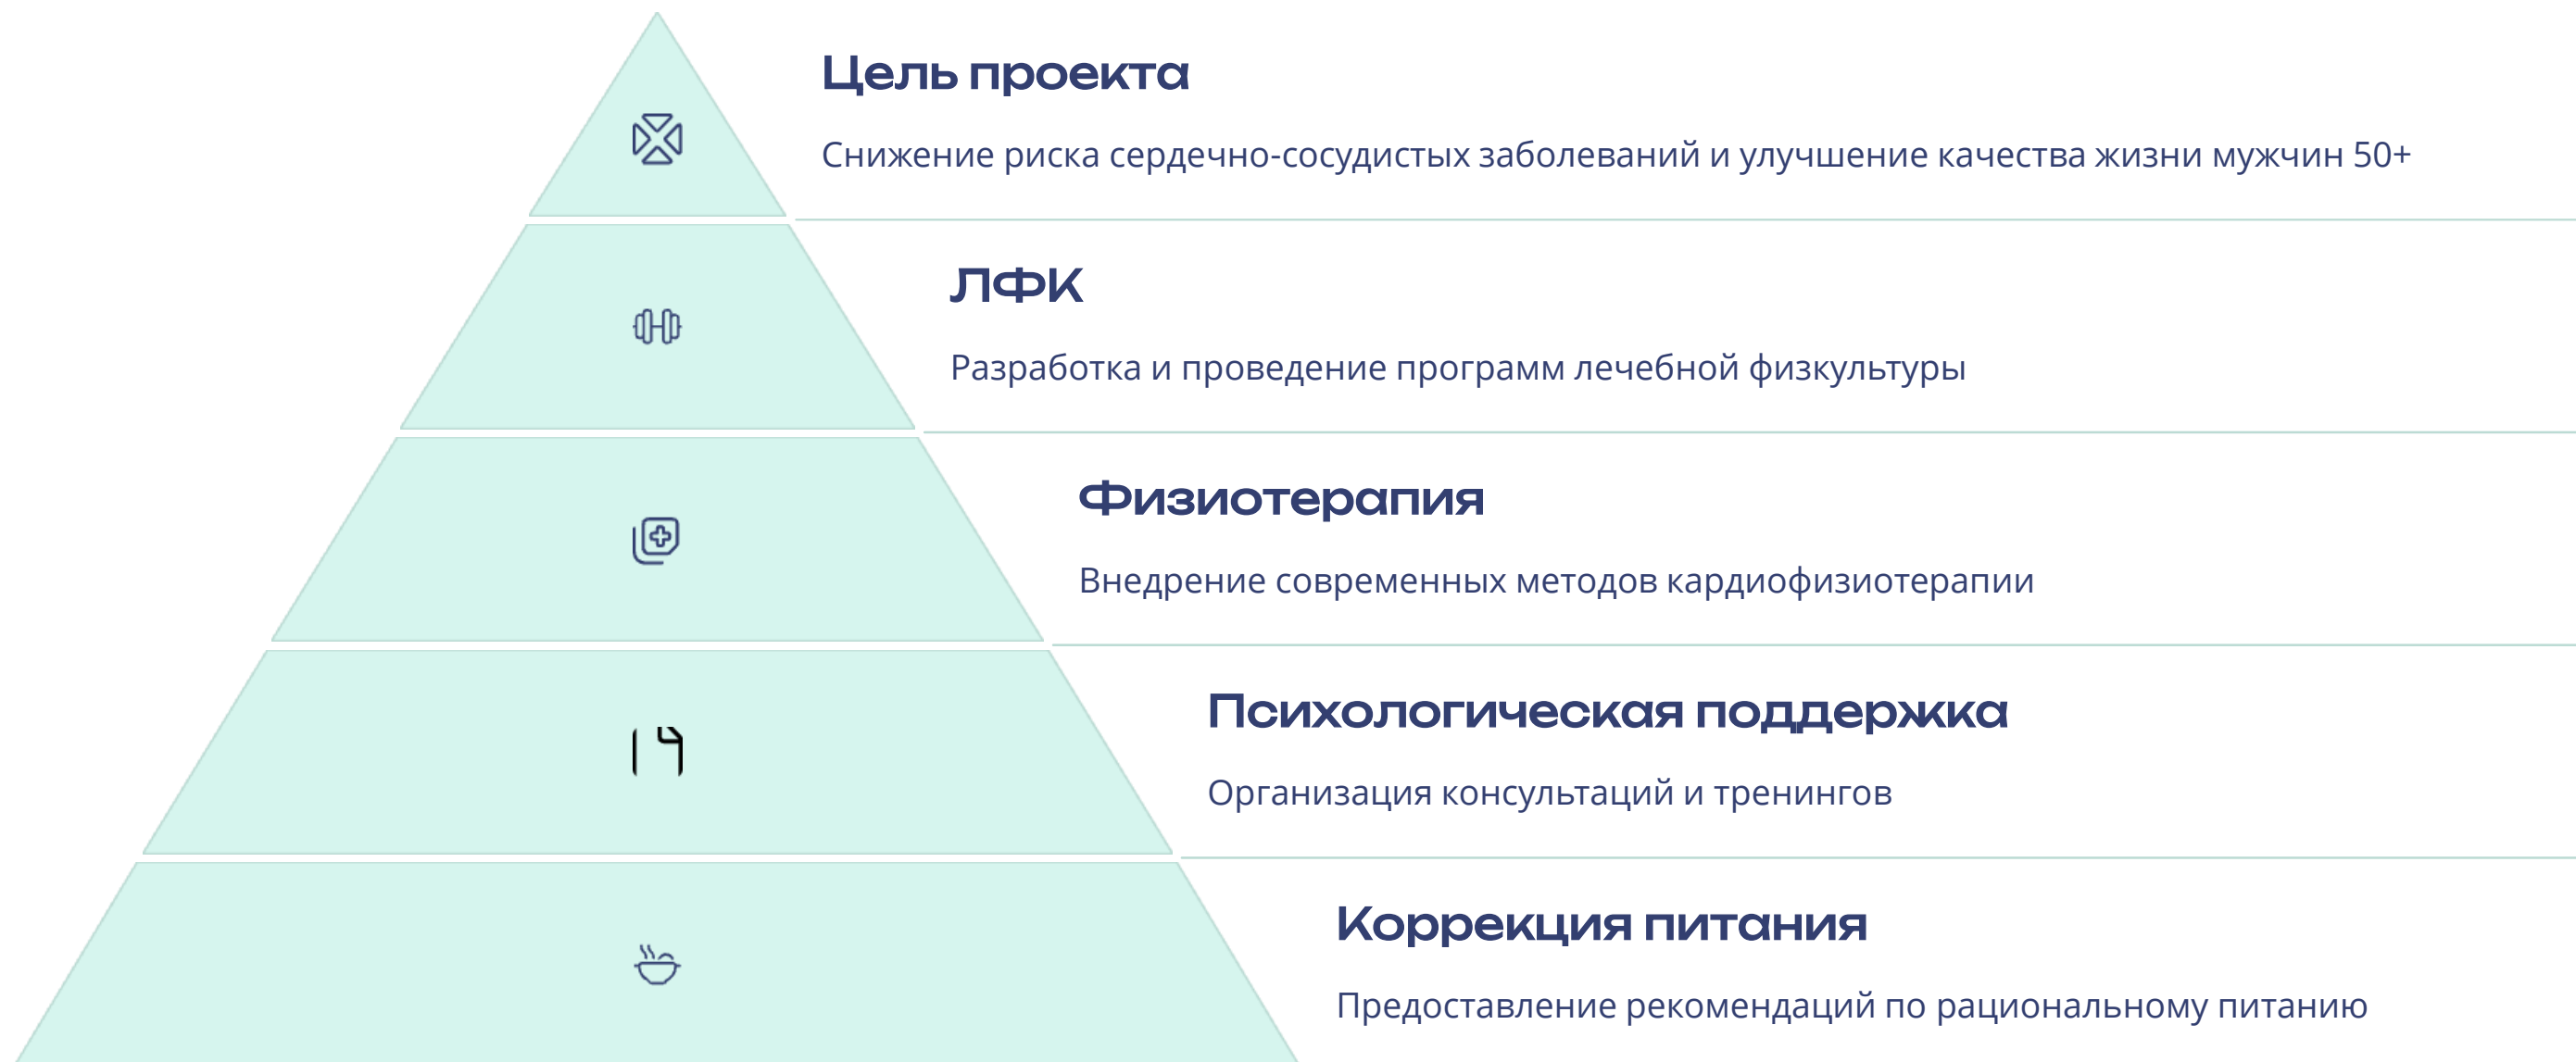 Цель проекта
Снижение риска сердечно-сосудистых заболеваний и улучшение качества жизни мужчин 50+
ЛФК
Разработка и проведение программ лечебной физкультуры
Физиотерапия
Внедрение современных методов кардиофизиотерапии
Психологическая поддержка
Организация консультаций и тренингов
Коррекция питания
Предоставление рекомендаций по рациональному питанию